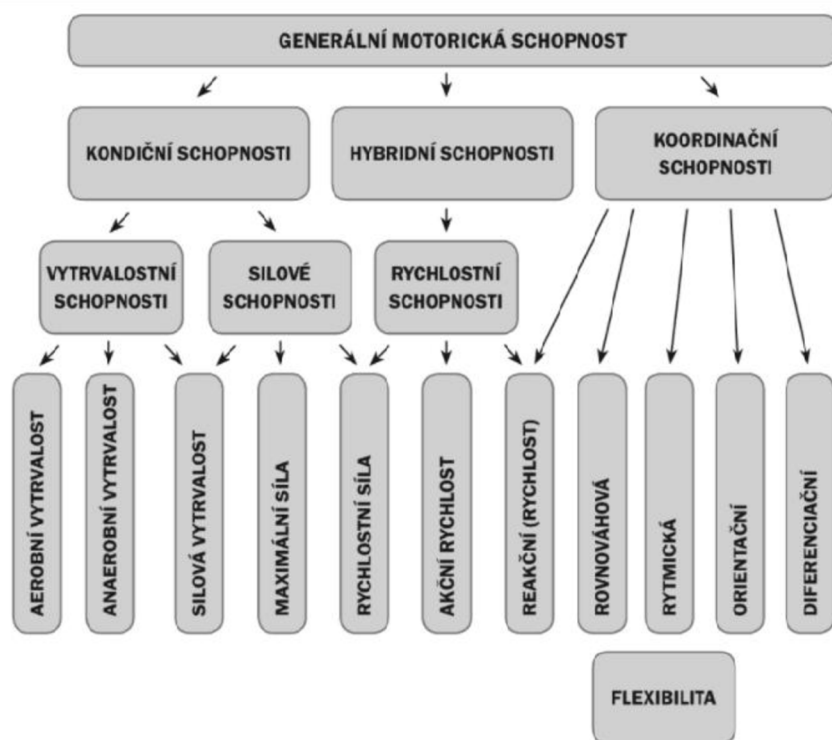 GENERÁLNÍ MOTORICKÁ SCHOPNOST
KONDIČNÍ SCHOPNOSTI
HYBRIDNÍ SCHOPNOSTI
KOORDINAČNÍ
SCHOPNOSTI
VYTRVALOSTNÍ
SCHOPNOSTI
SILOVÉ
SCHOPNOSTI
RYCHLOSTNÍ
SCHOPNOSTI
AEROBNÍ VYTRVALOST
ANAEROBNÍ VYTRVALOST
SILOVÁ VYTRVALOST
MAXIMÁLNÍ SÍLA
RYCHLOSTNÍ SÍLA
AKČNÍ RYCHLOST
REAKČNÍ (RYCHLOST)
ROVNOVÁHOVÁ
RYTMICKÁ
ORIENTAČNÍ
DIFERENCIAČNÍ
FLEXIBILITA